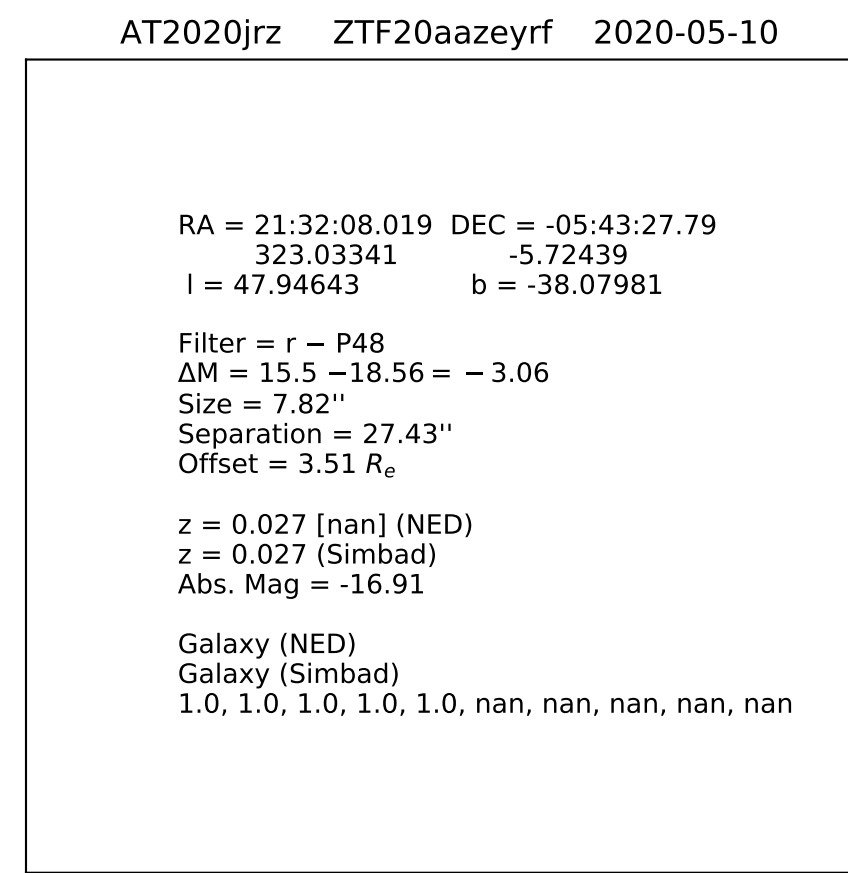 AT2020jrz ZTF20aazeyrf 2020-05-10
RA = 21:32:08.019 DEC = -05:43:27.79
323.03341 -5.72439
l = 47.94643 b = -38.07981
Filter = r − P48
ΔM = 15.5 −18.56 = − 3.06
Size = 7.82''
Separation = 27.43''
Offset = 3.51 Re
z = 0.027 [nan] (NED)
z = 0.027 (Simbad)
Abs. Mag = -16.91
Galaxy (NED)
Galaxy (Simbad)
1.0, 1.0, 1.0, 1.0, 1.0, nan, nan, nan, nan, nan